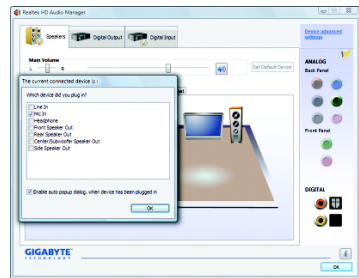 Realtek HD Audio Manager
Speakers
Digital Output
Digital Input
Device advanced settings
Main Volume
L
R
Set Default Device
ANALOG
Back Panel
The current connected device is :
Which device did you plug in?
Line In
Mic In
Headphone
Front Speaker Out
Rear Speaker Out
Center/Subwoofer Speaker Out
Side Speaker Out
Front Panel
Enable auto popup dialog, when device has been plugged in
OK
DIGITAL
GIGABYTE
TECHNOLOGY
OK